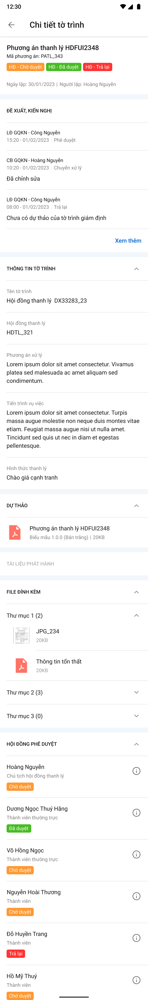 12:30
Chi tiết tờ trình
Phương án thanh lý HDFUI2348
Mã phương án: PATL_343
HĐ - Chờ duyệt HĐ - Đã duyệt HĐ - Trả lại
Ngày lập: 30/01/2023 | Người lập: Hoàng Nguyễn
ĐỀ XUẤT, KIẾN NGHỊ
LĐ GQKN - Công Nguyễn
15:20 - 01/02/2023 | Phê duyệt
CB GQKN - Hoàng Nguyễn
10:20 - 01/02/2023 | Chuyển xử lý
Đã chỉnh sửa
LĐ GQKN - Công Nguyễn
08:00 - 01/02/2023 | Trả lại
Chưa có dự thảo của tờ trình giám định
Xem thêm
THÔNG TIN TỜ TRÌNH
Tên tờ trình
Hội đồng thanh lý DX33283_23
Hội đồng thanh lý
HDTL_321
Phương án xử lý
Lorem ipsum dolor sit amet consectetur. Vivamus
platea sed malesuada ac amet aliquam sed
condimentum.
Tiến trình vụ việc
Lorem ipsum dolor sit amet consectetur. Turpis
massa augue molestie non neque duis montes vitae
etiam. Feugiat massa augue nisi ut nulla amet.
Tincidunt sed quis ut nec in diam et egestas
pellentesque.
Hình thức thanh lý
Chào giá cạnh tranh
DỰ THẢO
Phương án thanh lý HDFUI2348
Biểu mẫu 1.0.0 (Bản trắng) | 20KB
TÀI LIỆU PHÁT HÀNH
FILE ĐÍNH KÈM
Thư mục 1 (2)
JPG_234
20KB
Thông tin tổn thất
20KB
Thư mục 2 (3)
Thư mục 3 (0)
HỘI ĐỒNG PHÊ DUYỆT
Hoàng Nguyễn
Chủ tịch hội đồng thanh lý
Chờ duyệt
Dương Ngọc Thuý Hằng
Thành viên thường trực
Đã duyệt
Võ Hồng Ngọc
Thành viên thường trực
Chờ duyệt
Nguyễn Hoài Thương
Thành viên
Chờ duyệt
Đỗ Huyền Trang
Thành viên
Trả lại
Hồ Mỹ Thuý
Thành viên
Chờ duyệt